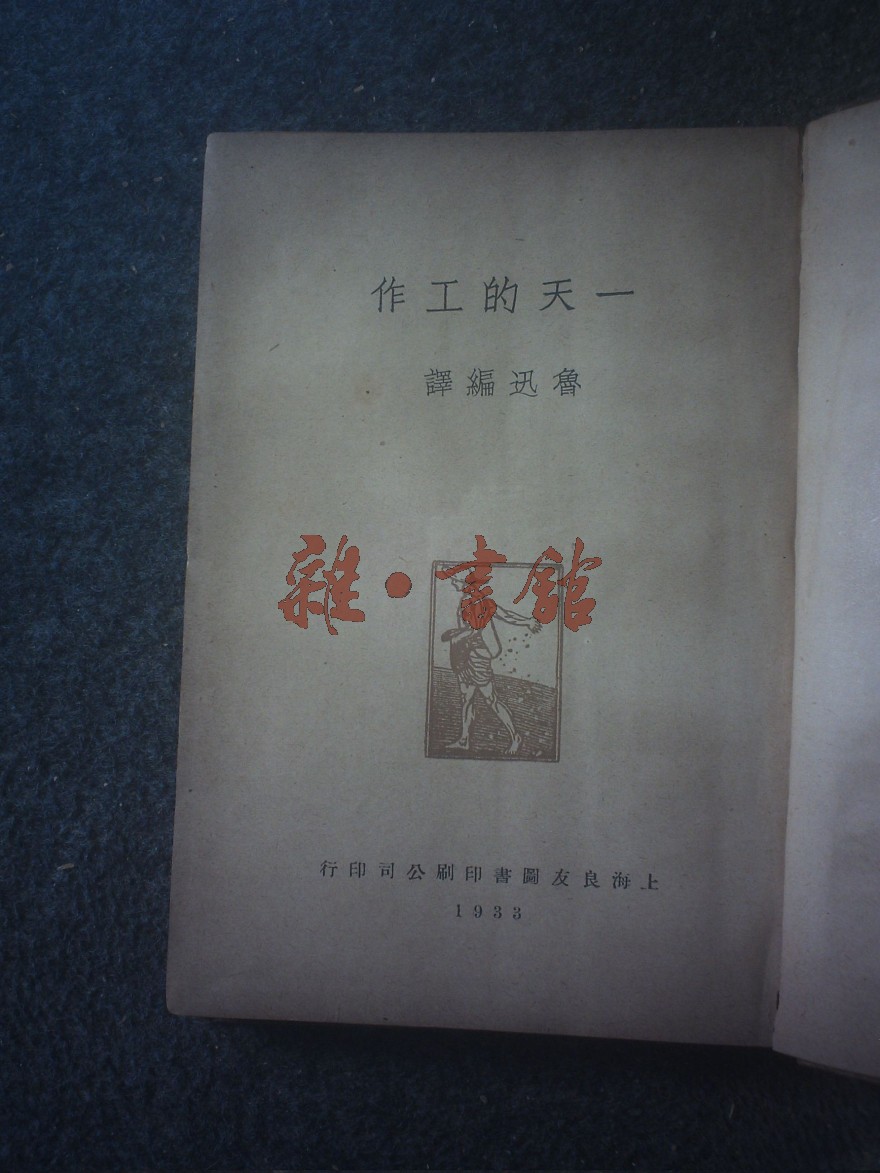 一天的工作
魯迅編譯
雜·書館
上海良友圖書印刷公司印行
1933